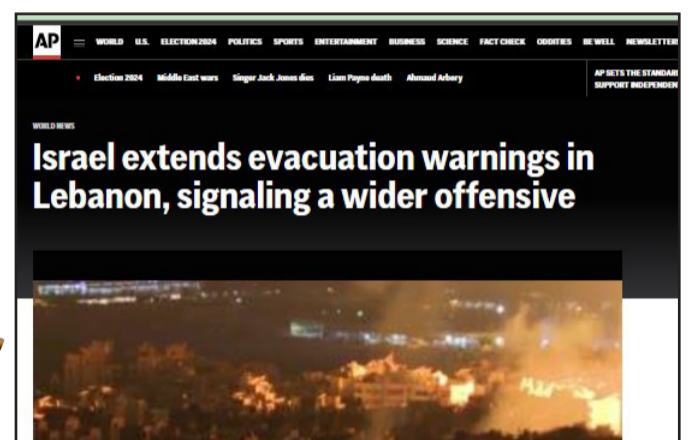 AP
WORLD U.S. ELECTION 2024 POLITICS SPORTS ENTERTAINMENT BUSINESS SCIENCE FACT CHECK ODDITIES BE WELL NEWSLETTER
Election 2024 Middle East wars Singer Jack Jones dies Liam Payne death Ahmaud Arbery
AP SETS THE STANDAR
SUPPORT INDEPENDEN
WORLD NEWS
Israel extends evacuation warnings in
Lebanon, signaling a wider offensive